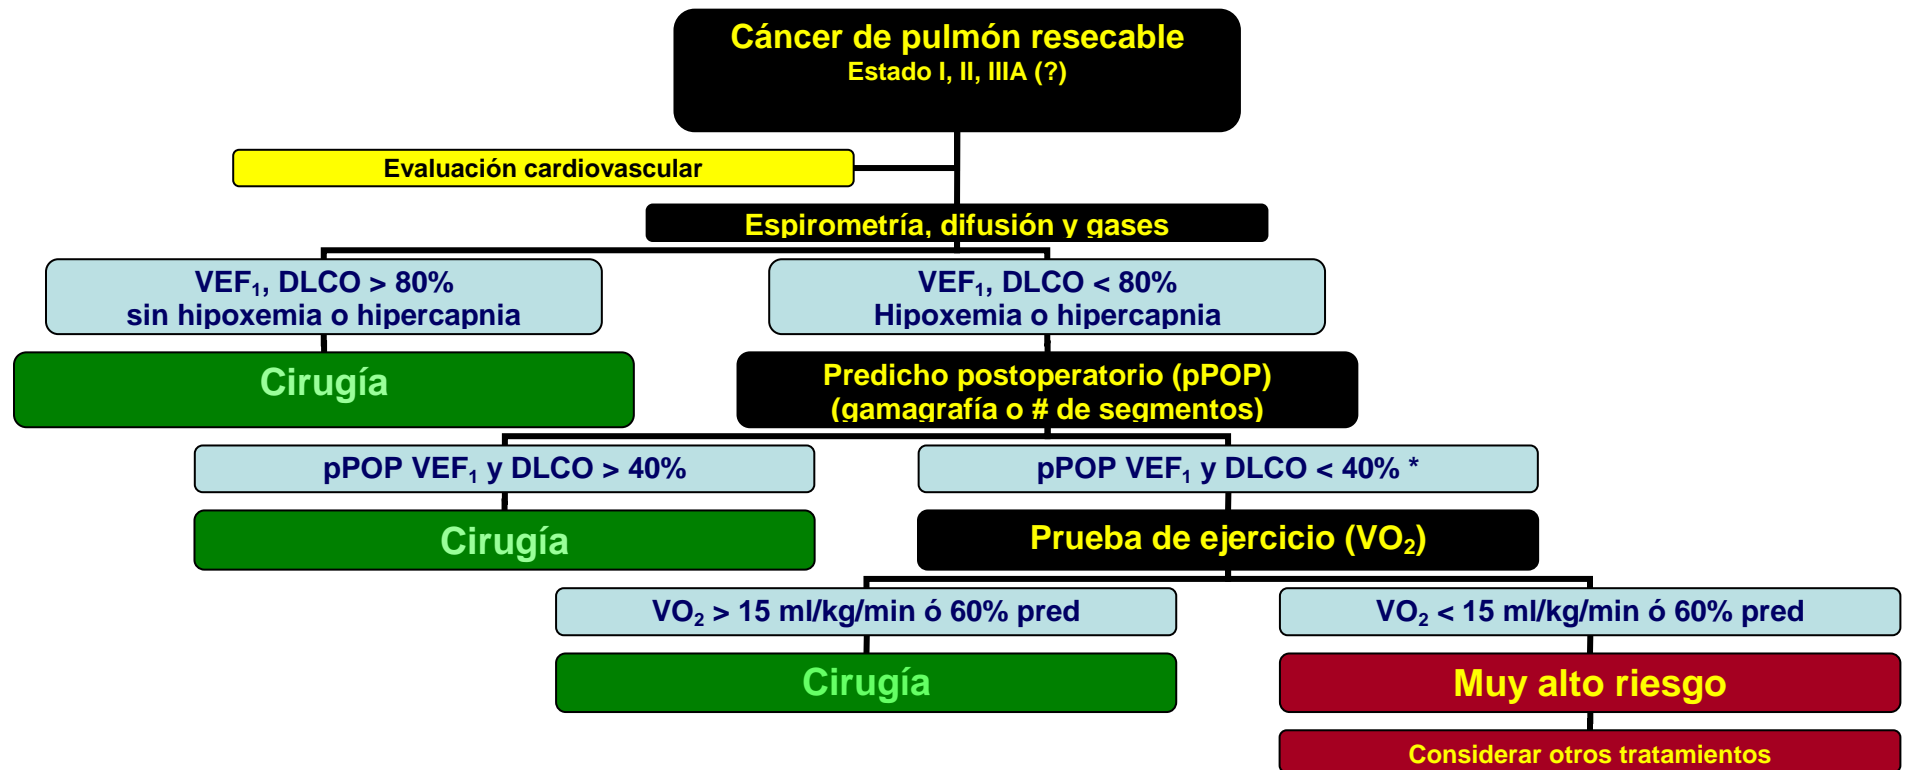 Cáncer de pulmón resecable
Estado I, II, IIIA (?)
Evaluación cardiovascular
Espirometría, difusión y gases
VEF₁, DLCO > 80%
sin hipoxemia o hipercapnia
VEF₁, DLCO < 80%
Hipoxemia o hipercapnia
Cirugía
Predicho postoperatorio (pPOP)
(gamagrafía o # de segmentos)
pPOP VEF₁ y DLCO > 40%
pPOP VEF₁ y DLCO < 40% *
Cirugía
Prueba de ejercicio (VO₂)
VO₂ > 15 ml/kg/min ó 60% pred
VO₂ < 15 ml/kg/min ó 60% pred
Cirugía
Muy alto riesgo
Considerar otros tratamientos